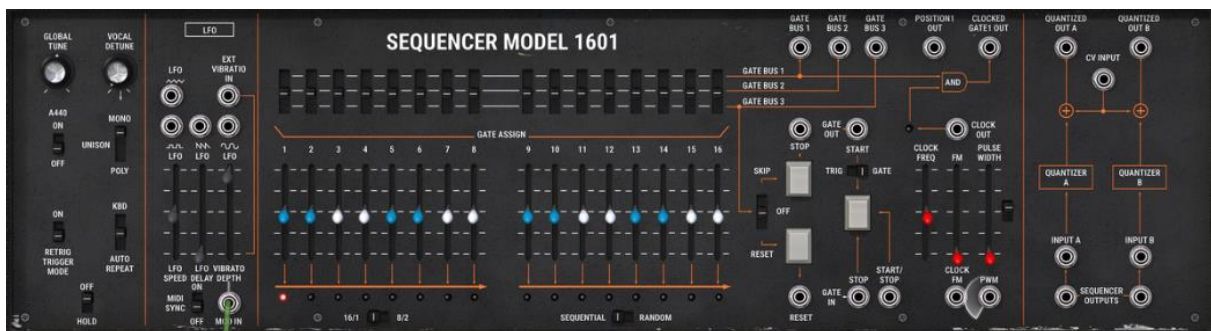 GLOBAL
TUNE
VOCAL
DETUNE
A440
ON
OFF
MONO
UNISON
POLY
ON
RETRIG
TRIGGER
MODE
KBD
AUTO
REPEAT
OFF
HOLD
LFO
LFO
EXT
VIBRATIO
IN
LFO
LFO
LFO
LFO
SPEED
LFO
DELAY
VIBRATO
DEPTH
MIDI
SYNC
ON
OFF
MOD IN
SEQUENCER MODEL 1601
GATE BUS 1
GATE BUS 2
GATE BUS 3
GATE ASSIGN
1 2 3 4 5 6 7 8
9 10 11 12 13 14 15 16
16/1 8/2
SEQUENTIAL RANDOM
GATE
BUS 1
GATE
BUS 2
GATE
BUS 3
POSITION1
OUT
CLOCKED
GATE1 OUT
AND
GATE
OUT
CLOCK
OUT
STOP
START
SKIP
OFF
RESET
TRIG GATE
CLOCK
FREQ
FM
PULSE
WIDTH
GATE
IN
RESET
STOP
START/
STOP
CLOCK
FM
PWM
QUANTIZED
OUT A
QUANTIZED
OUT B
CV INPUT
QUANTIZER
A
QUANTIZER
B
INPUT A
INPUT B
SEQUENCER
OUTPUTS